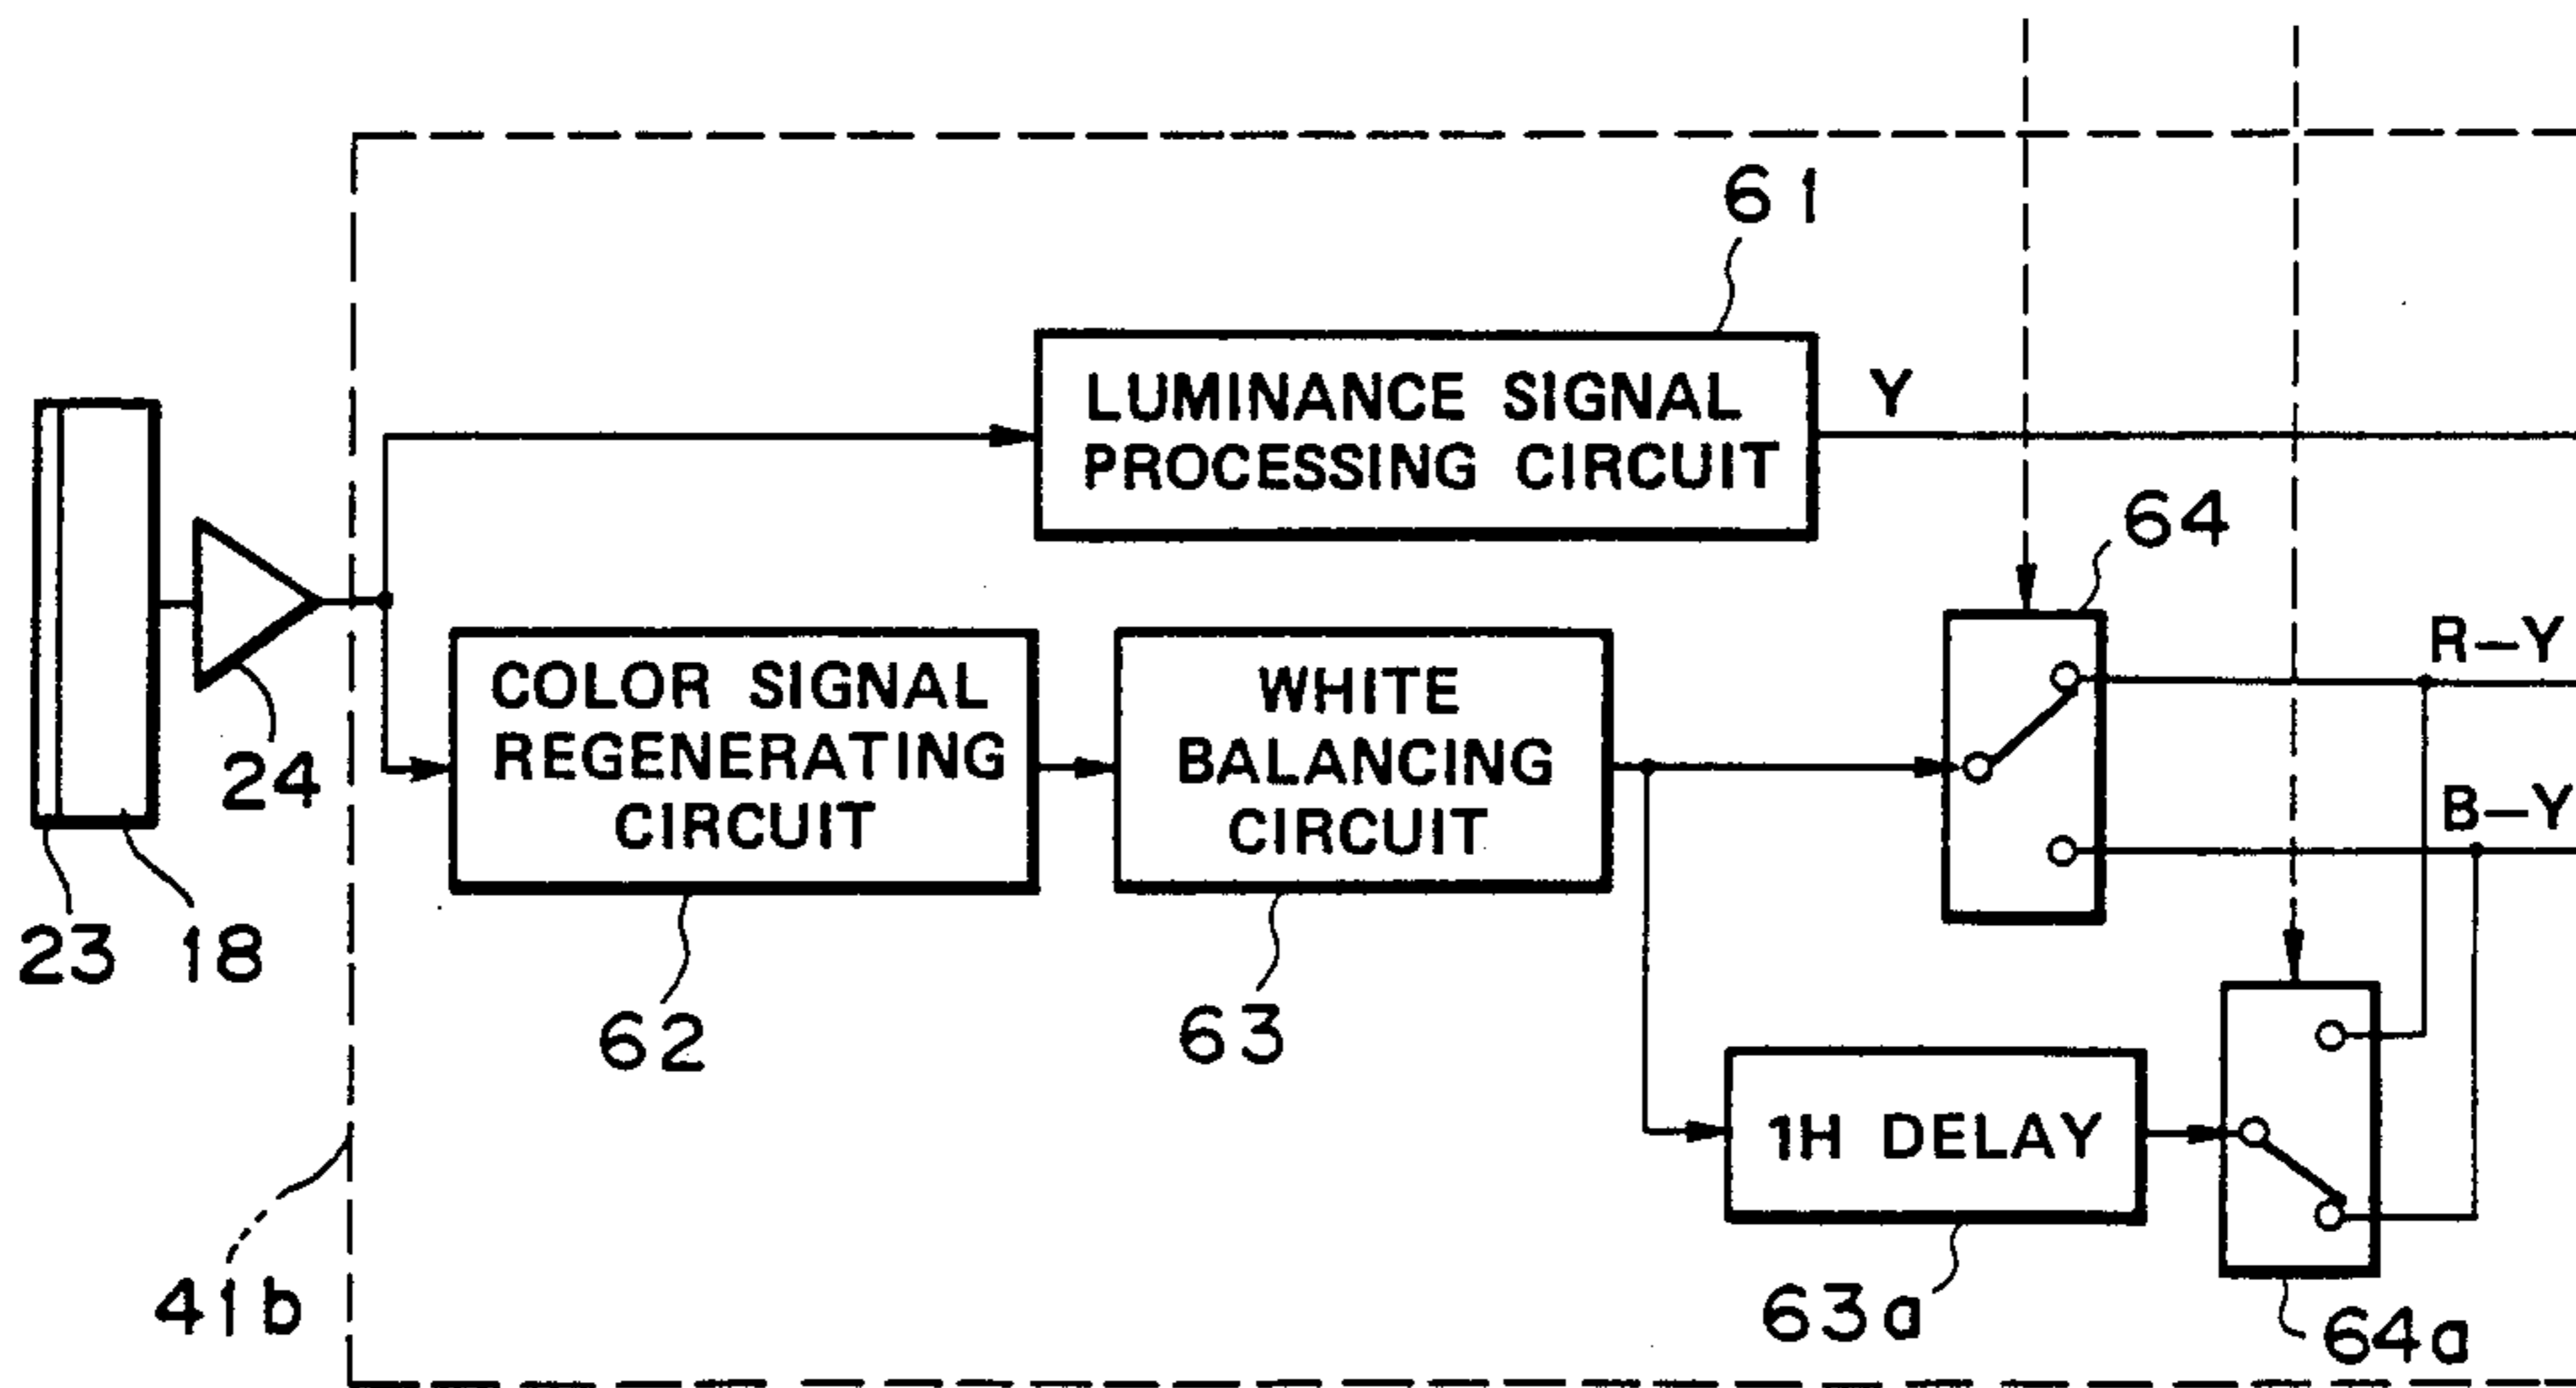 61
LUMINANCE SIGNAL
PROCESSING CIRCUIT
Y
64
R-Y
COLOR SIGNAL
REGENERATING
CIRCUIT
WHITE
BALANCING
CIRCUIT
24
B-Y
23
18
62
63
1H DELAY
41b
63a
64a